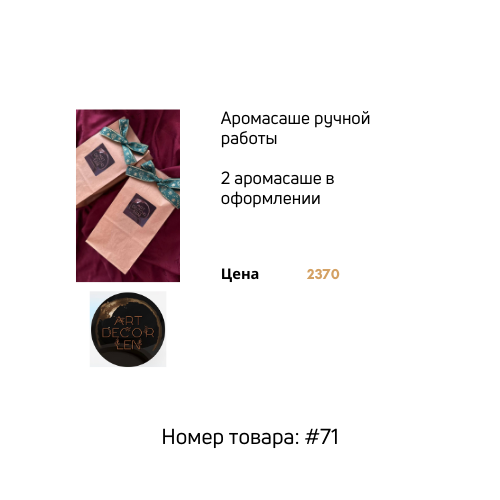 Аромасаше ручной
работы
2 аромасаше в
оформлении
Цена 2370
ART
DECOR
LEN
Номер товара: #71